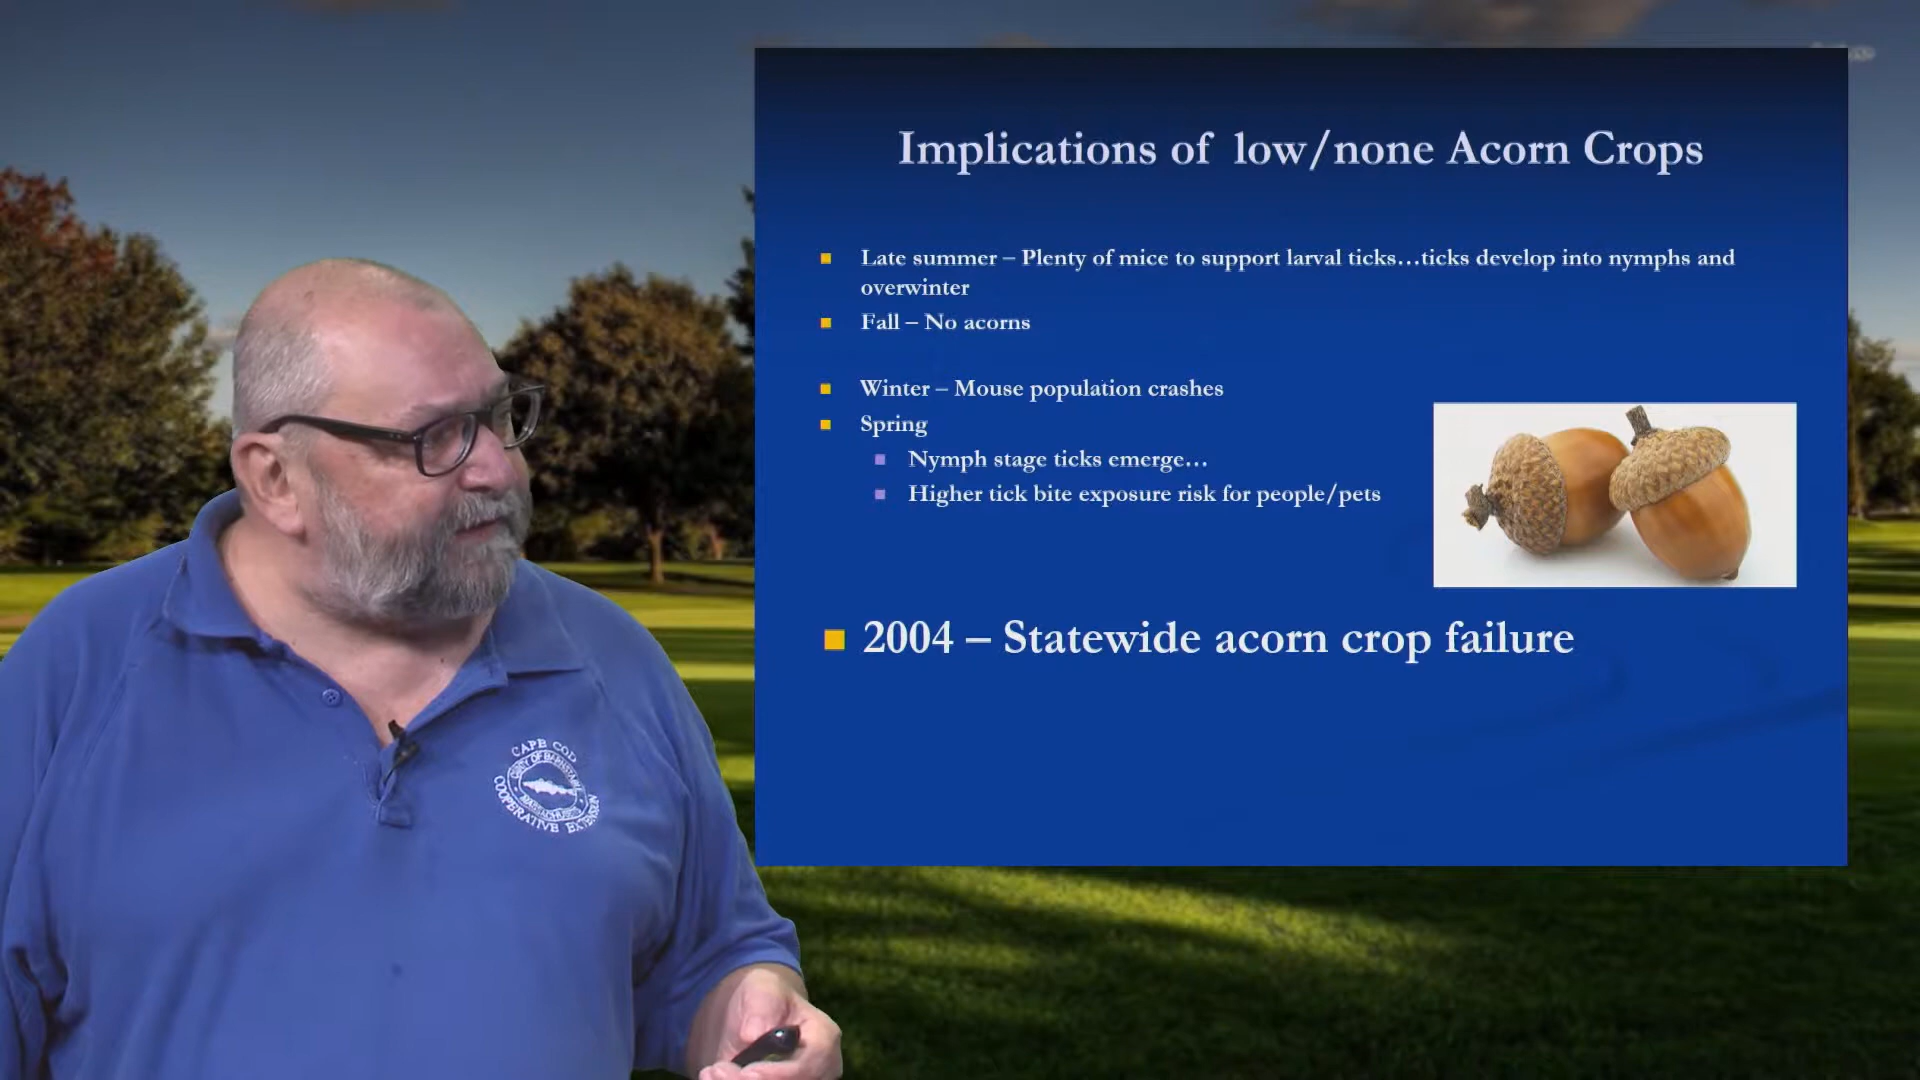 Implications of low/none Acorn Crops
Late summer – Plenty of mice to support larval ticks…ticks develop into nymphs and
overwinter
Fall – No acorns
Winter – Mouse population crashes
Spring
Nymph stage ticks emerge…
Higher tick bite exposure risk for people/pets
2004 – Statewide acorn crop failure
CAPE COD
COOPERATIVE EXTENSION